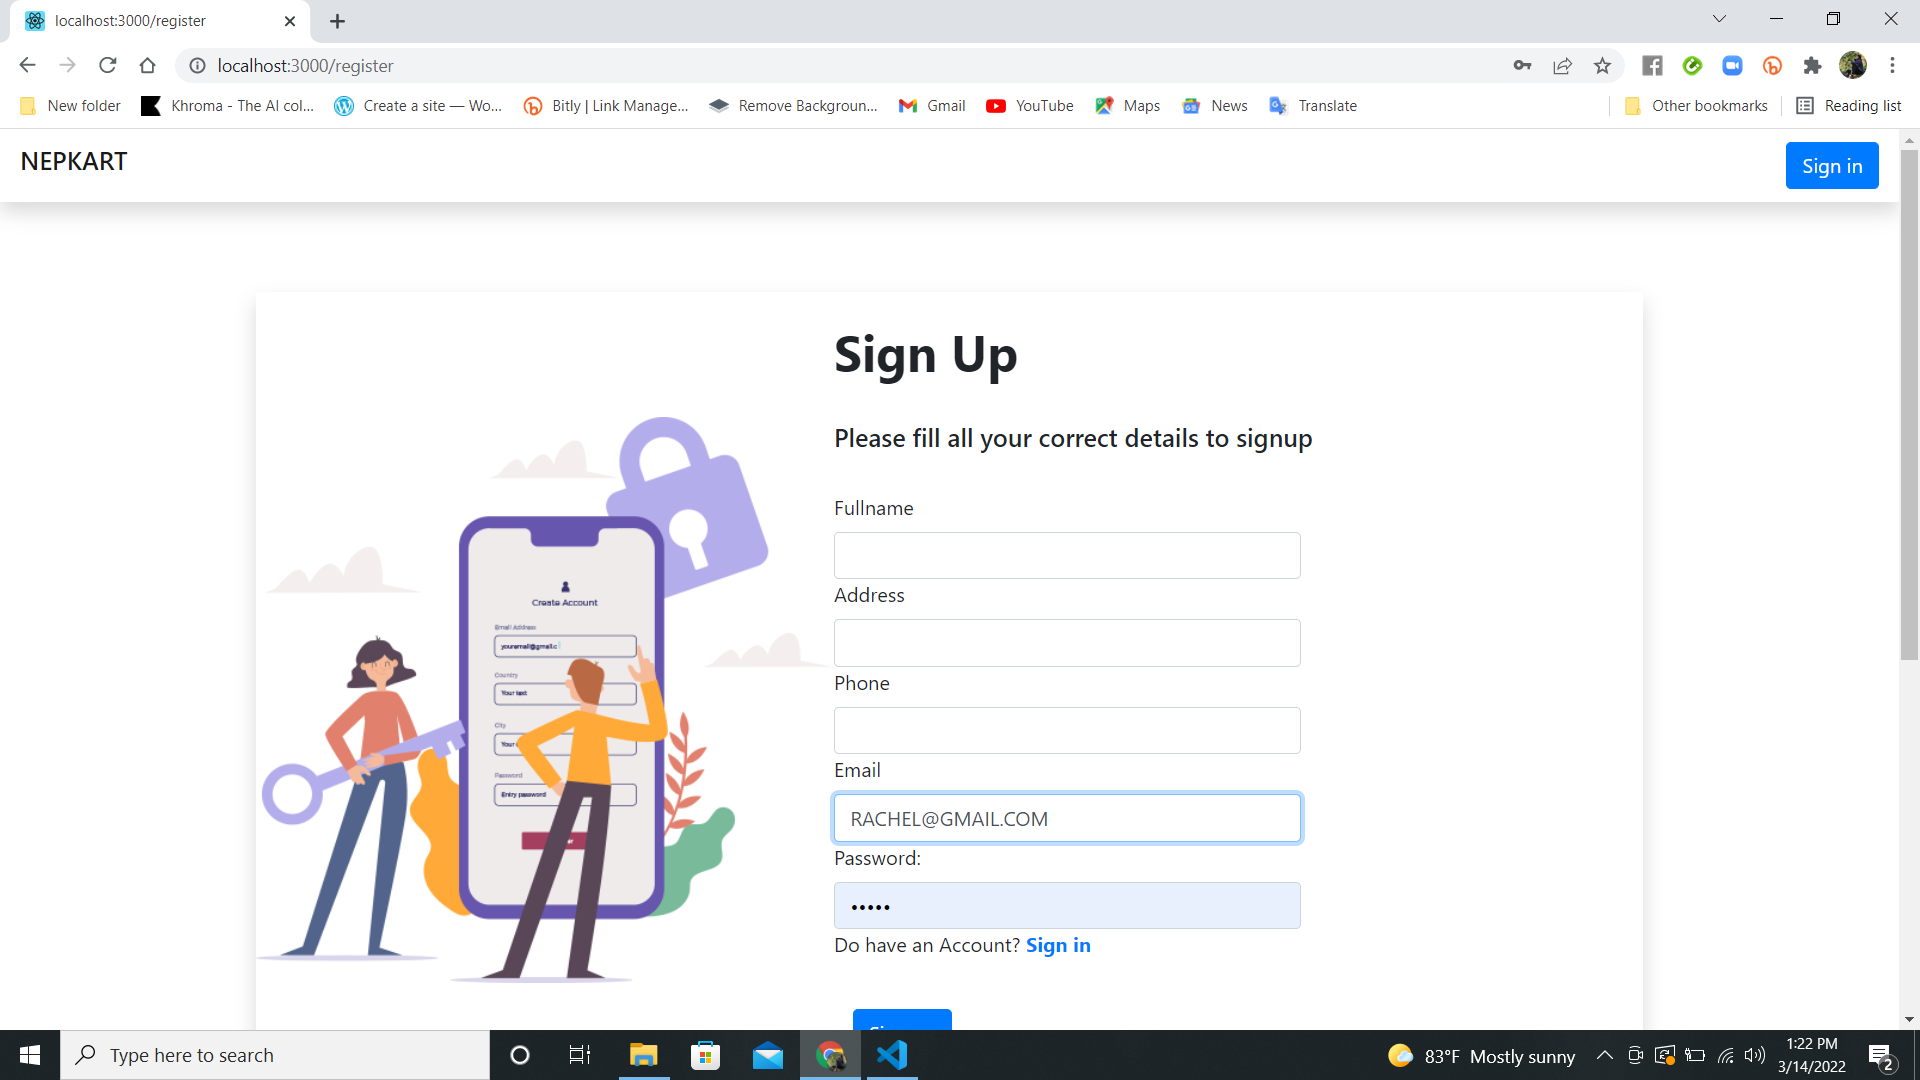 localhost:3000/register
localhost:3000/register
New folder
Khroma - The AI col...
Create a site — Wo...
Bitly | Link Manage...
Remove Backgroun...
Gmail
YouTube
Maps
News
Translate
Other bookmarks
Reading list
NEPKART
Sign in
Sign Up
Please fill all your correct details to signup
Fullname
Address
Phone
Email
RACHEL@GMAIL.COM
Password:
Do have an Account? Sign in
Create Account
Email Address
youremail@gmail.c
Country
Your text
City
Your
Password
Entry password
Type here to search
83°F Mostly sunny
1:22 PM
3/14/2022
2